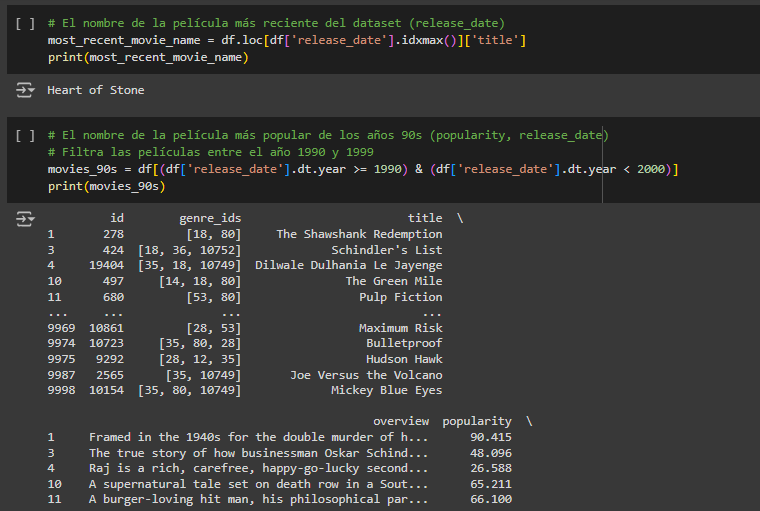 [ ] # El nombre de la película más reciente del dataset (release_date)
most_recent_movie_name = df.loc[df['release_date'].idxmax()]['title']
print(most_recent_movie_name)
Heart of Stone
[ ] # El nombre de la película más popular de los años 90s (popularity, release_date)
# Filtra las películas entre el año 1990 y 1999
movies_90s = df[(df['release_date'].dt.year >= 1990) & (df['release_date'].dt.year < 2000)]
print(movies_90s)
id genre_ids title \
1 278 [18, 80] The Shawshank Redemption
3 424 [18, 36, 10752] Schindler's List
4 19404 [35, 18, 10749] Dilwale Dulhania Le Jayenge
10 497 [14, 18, 80] The Green Mile
11 680 [53, 80] Pulp Fiction
... ... ... ...
9969 10861 [28, 53] Maximum Risk
9974 10723 [35, 80, 28] Bulletproof
9975 9292 [28, 12, 35] Hudson Hawk
9987 2565 [35, 10749] Joe Versus the Volcano
9998 10154 [35, 80, 10749] Mickey Blue Eyes
overview popularity \
1 Framed in the 1940s for the double murder of h... 90.415
3 The true story of how businessman Oskar Schind... 48.096
4 Raj is a rich, carefree, happy-go-lucky second... 26.588
10 A supernatural tale set on death row in a Sout... 65.211
11 A burger-loving hit man, his philosophical par... 66.100